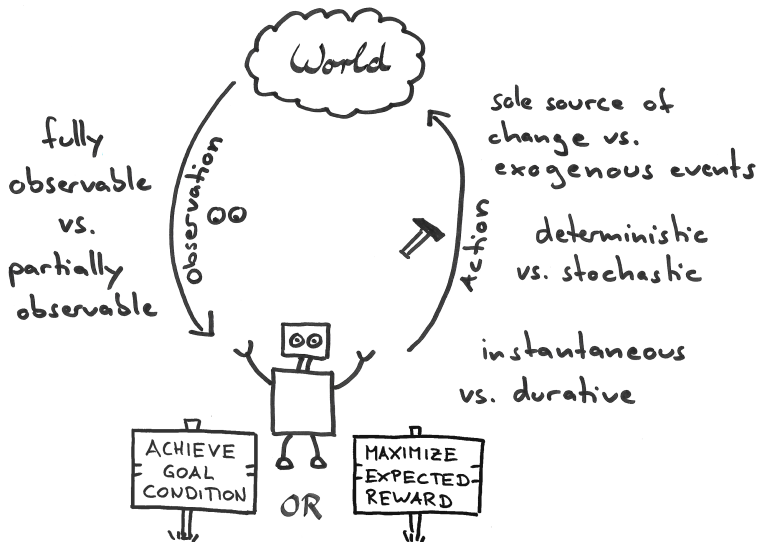 World
fully
observable
vs.
partially
observable
Observation
Action
sole source of
change vs.
exogenous events
deterministic
vs. stochastic
instantaneous
vs. durative
ACHIEVE
GOAL
CONDITION
OR
MAXIMIZE
EXPECTED
REWARD